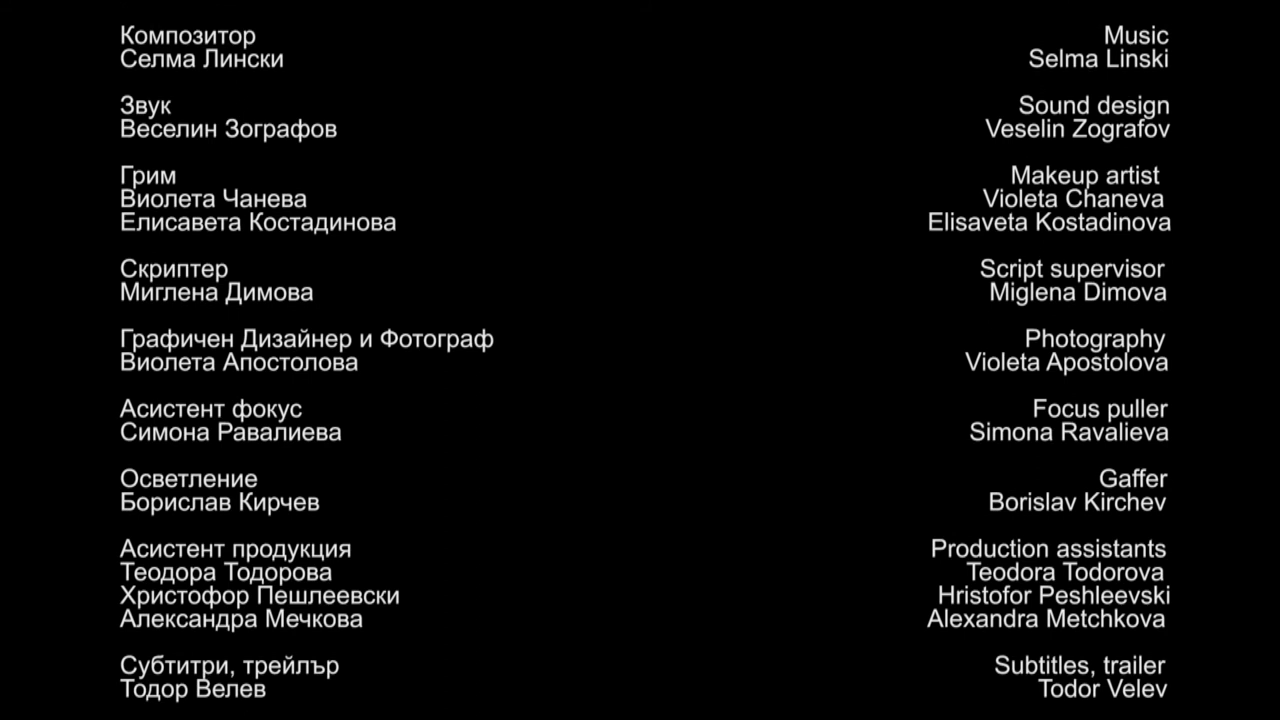 Композитор
Селма Лински
Звук
Веселин Зографов
Грим
Виолета Чанева
Елисавета Костадинова
Скриптер
Миглена Димова
Графичен Дизайнер и Фотограф
Виолета Апостолова
Асистент фокус
Симона Равалиева
Осветление
Борислав Кирчев
Асистент продукция
Теодора Тодорова
Христофор Пешлеевски
Александра Мечкова
Субтитри, трейлър
Тодор Велев
Music
Selma Linski
Sound design
Veselin Zografov
Makeup artist
Violeta Chaneva
Elisaveta Kostadinova
Script supervisor
Miglena Dimova
Photography
Violeta Apostolova
Focus puller
Simona Ravalieva
Gaffer
Borislav Kirchev
Production assistants
Teodora Todorova
Hristofor Peshleevski
Alexandra Metchkova
Subtitles, trailer
Todor Velev